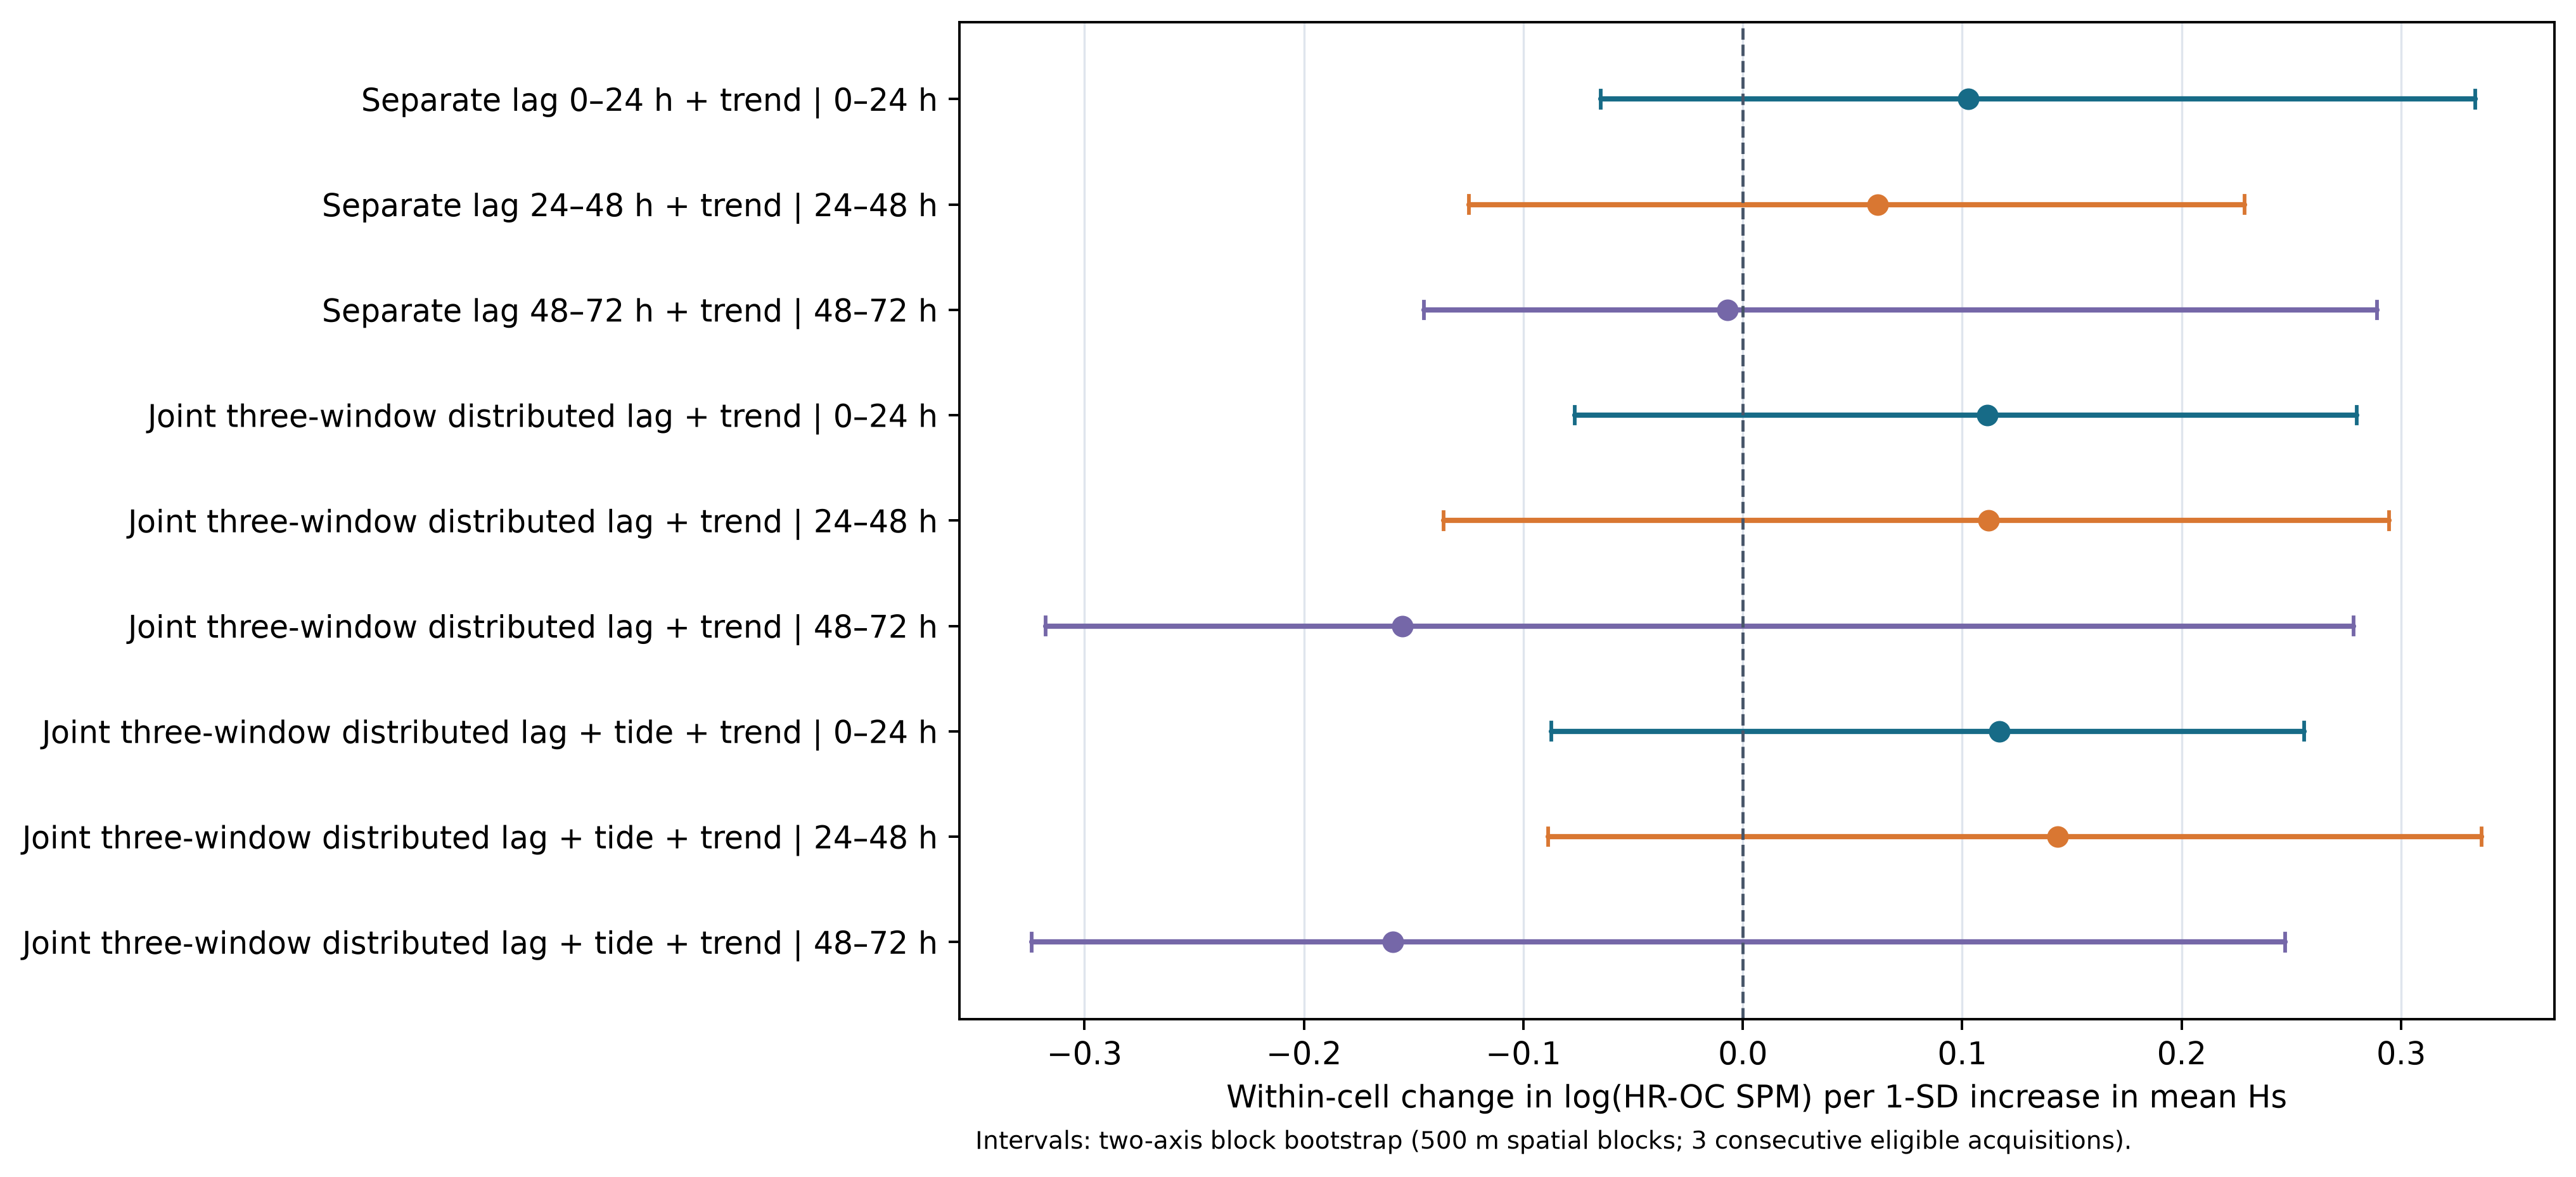 Separate lag 0–24 h + trend | 0–24 h
Separate lag 24–48 h + trend | 24–48 h
Separate lag 48–72 h + trend | 48–72 h
Joint three-window distributed lag + trend | 0–24 h
Joint three-window distributed lag + trend | 24–48 h
Joint three-window distributed lag + trend | 48–72 h
Joint three-window distributed lag + tide + trend | 0–24 h
Joint three-window distributed lag + tide + trend | 24–48 h
Joint three-window distributed lag + tide + trend | 48–72 h
−0.3 −0.2 −0.1 0.0 0.1 0.2 0.3
Within-cell change in log(HR-OC SPM) per 1-SD increase in mean Hs
Intervals: two-axis block bootstrap (500 m spatial blocks; 3 consecutive eligible acquisitions).